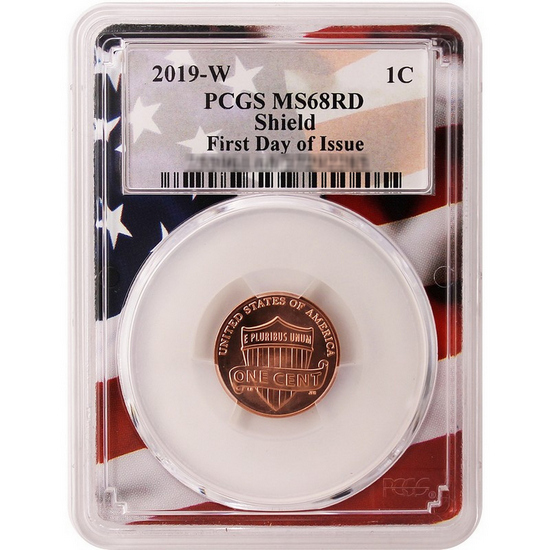 2019-W 1C
PCGS MS68RD
Shield
First Day of Issue
UNITED STATES OF AMERICA
E PLURIBUS UNUM
ONE CENT
PCGS